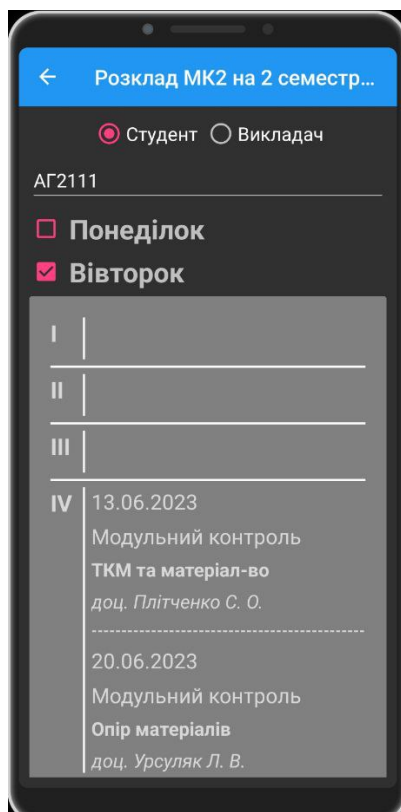 Розклад МК2 на 2 семестр...
Студент Викладач
АГ2111
Понеділок
Вівторок
I
II
III
IV 13.06.2023
Модульний контроль
ТКМ та матеріал-во
доц. Плітченко С. О.
20.06.2023
Модульний контроль
Опір матеріалів
доц. Урсуляк Л. В.